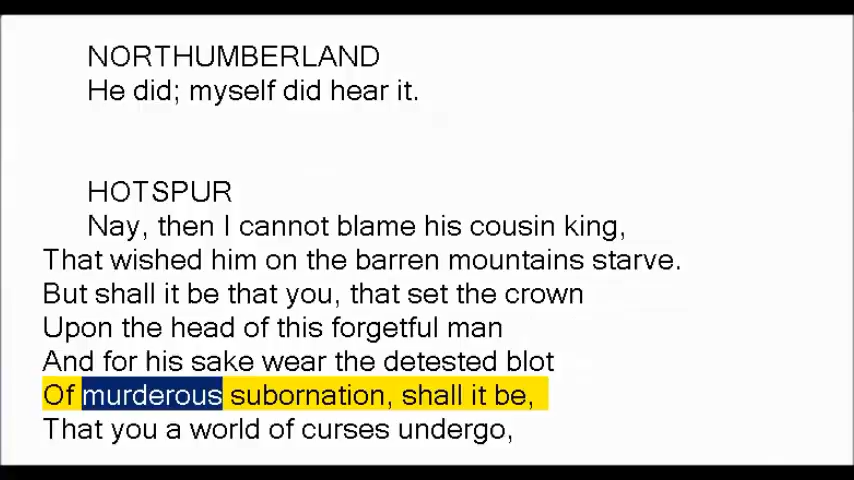 NORTHUMBERLAND
He did; myself did hear it.
HOTSPUR
Nay, then I cannot blame his cousin king,
That wished him on the barren mountains starve.
But shall it be that you, that set the crown
Upon the head of this forgetful man
And for his sake wear the detested blot
Of murderous subornation, shall it be,
That you a world of curses undergo,